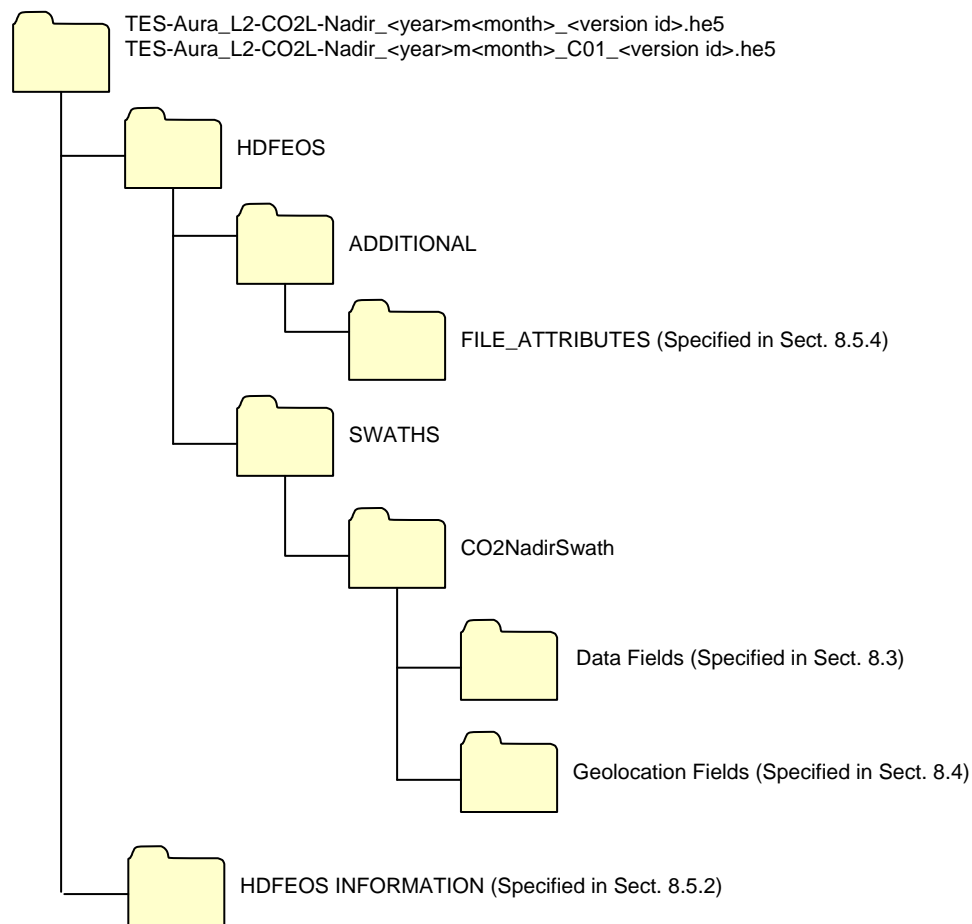 TES-Aura_L2-CO2L-Nadir_<year>m<month>_<version id>.he5
TES-Aura_L2-CO2L-Nadir_<year>m<month>_C01_<version id>.he5
HDFEOS
ADDITIONAL
FILE_ATTRIBUTES (Specified in Sect. 8.5.4)
SWATHS
CO2NadirSwath
Data Fields (Specified in Sect. 8.3)
Geolocation Fields (Specified in Sect. 8.4)
HDFEOS INFORMATION (Specified in Sect. 8.5.2)